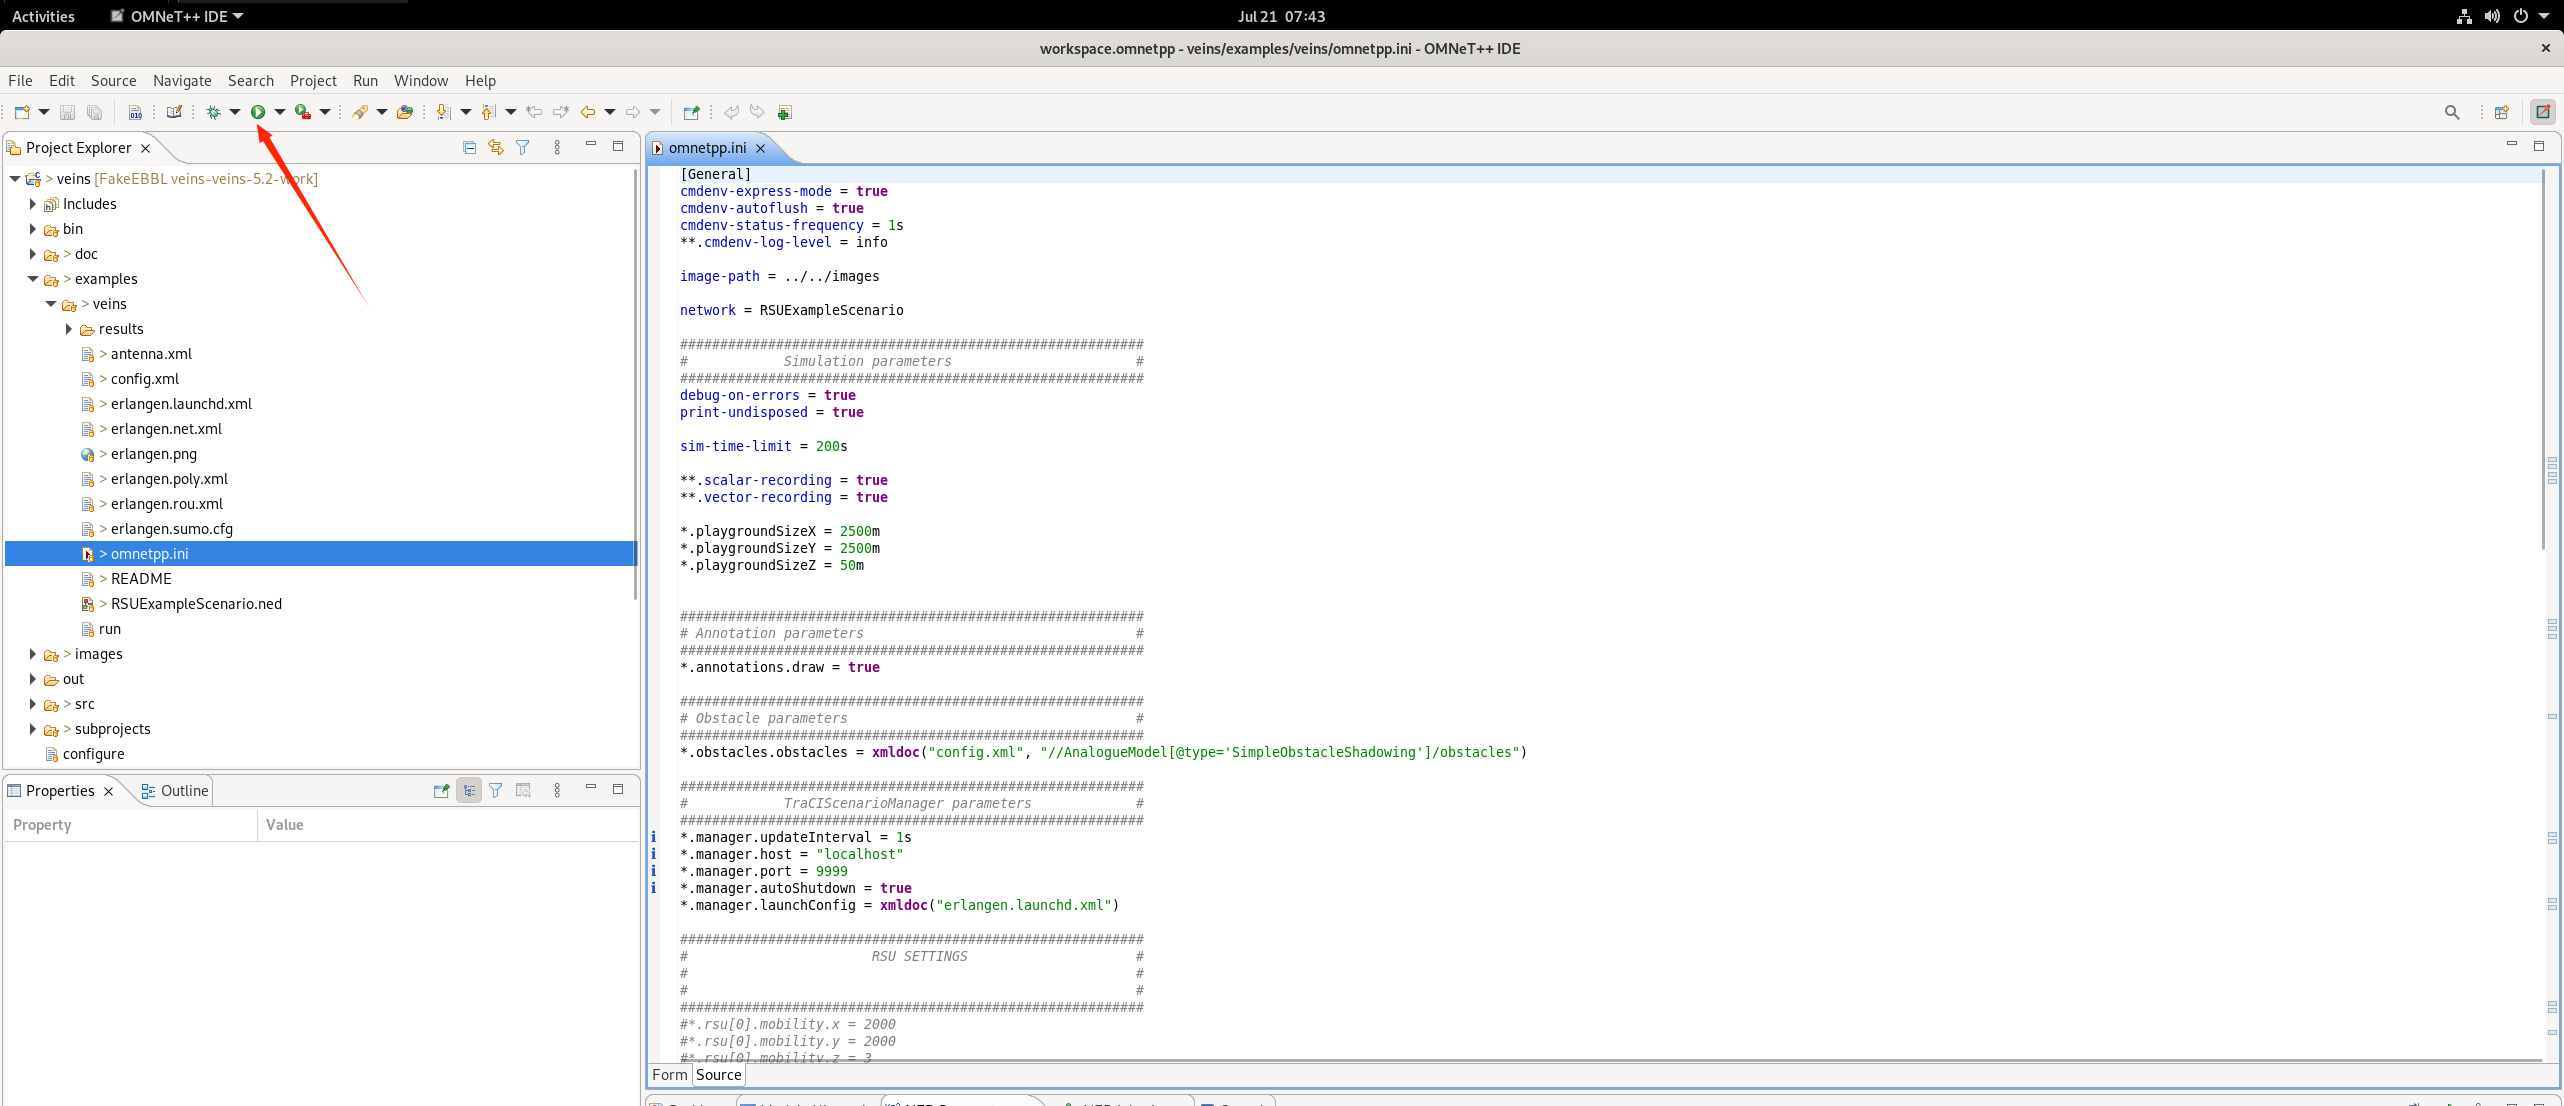 Activities
OMNeT++ IDE
Jul 21 07:43
workspace.omnetpp - veins/examples/veins/omnetpp.ini - OMNeT++ IDE
File Edit Source Navigate Search Project Run Window Help
Project Explorer
> veins [FakeEBBL veins-veins-5.2-work]
Includes
bin
> doc
> examples
> veins
results
> antenna.xml
> config.xml
> erlangen.launchd.xml
> erlangen.net.xml
> erlangen.png
> erlangen.poly.xml
> erlangen.rou.xml
> erlangen.sumo.cfg
> omnetpp.ini
> README
> RSUExampleScenario.ned
run
> images
out
> src
> subprojects
configure
Properties
Outline
Property Value
omnetpp.ini
[General]
cmdenv-express-mode = true
cmdenv-autoflush = true
cmdenv-status-frequency = 1s
**.cmdenv-log-level = info
image-path = ../../images
network = RSUExampleScenario
##########################################################
# Simulation parameters #
##########################################################
debug-on-errors = true
print-undisposed = true
sim-time-limit = 200s
**.scalar-recording = true
**.vector-recording = true
*.playgroundSizeX = 2500m
*.playgroundSizeY = 2500m
*.playgroundSizeZ = 50m
##########################################################
# Annotation parameters #
##########################################################
*.annotations.draw = true
##########################################################
# Obstacle parameters #
##########################################################
*.obstacles.obstacles = xmldoc("config.xml", "//AnalogueModel[@type='SimpleObstacleShadowing']/obstacles")
##########################################################
# TraCIScenarioManager parameters #
##########################################################
*.manager.updateInterval = 1s
*.manager.host = "localhost"
*.manager.port = 9999
*.manager.autoShutdown = true
*.manager.launchConfig = xmldoc("erlangen.launchd.xml")
##########################################################
# RSU SETTINGS #
# #
# #
##########################################################
#*.rsu[0].mobility.x = 2000
#*.rsu[0].mobility.y = 2000
#*.rsu[0].mobility.z = 3
Form Source